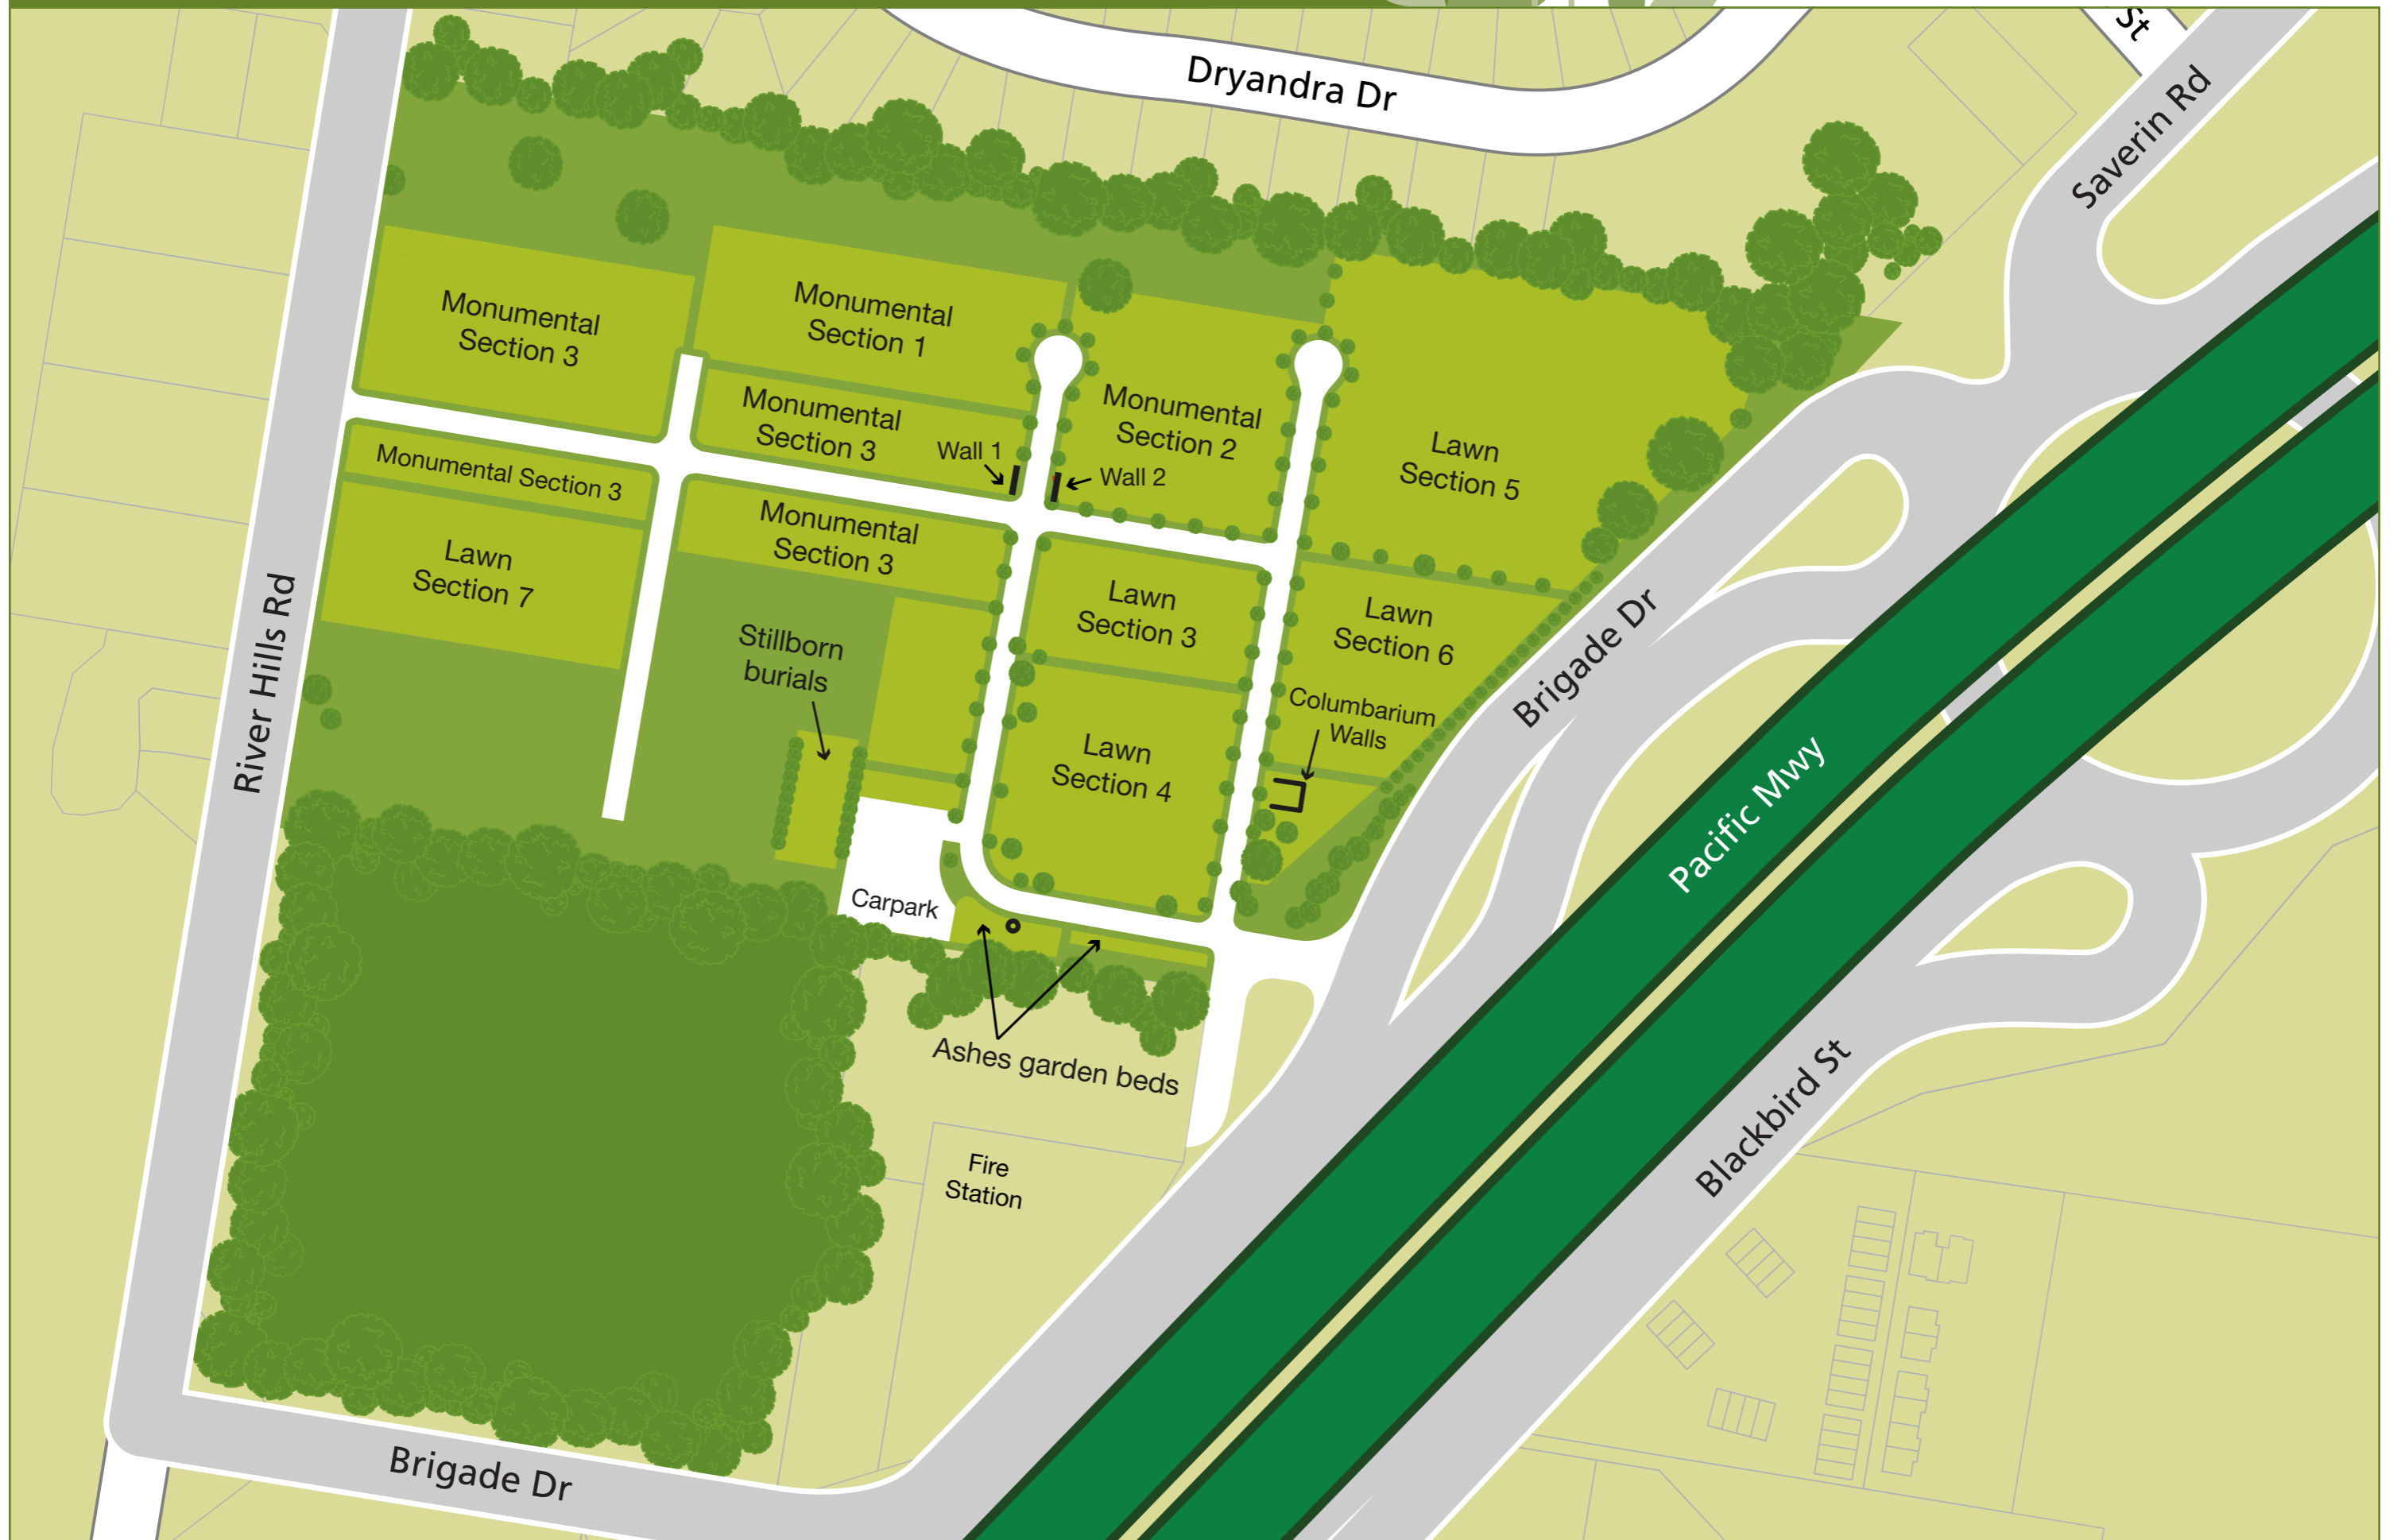 St
Dryandra Dr
Saverin Rd
Monumental
Section 3
Monumental
Section 1
Monumental
Section 3
Monumental
Section 2
Wall 1
Wall 2
Lawn
Section 5
Monumental Section 3
Monumental
Section 3
Lawn
Section 7
Lawn
Section 3
Lawn
Section 6
Stillborn
burials
River Hills Rd
Brigade Dr
Columbarium
Walls
Lawn
Section 4
Pacific Mwy
Carpark
Ashes garden beds
Blackbird St
Fire
Station
Brigade Dr